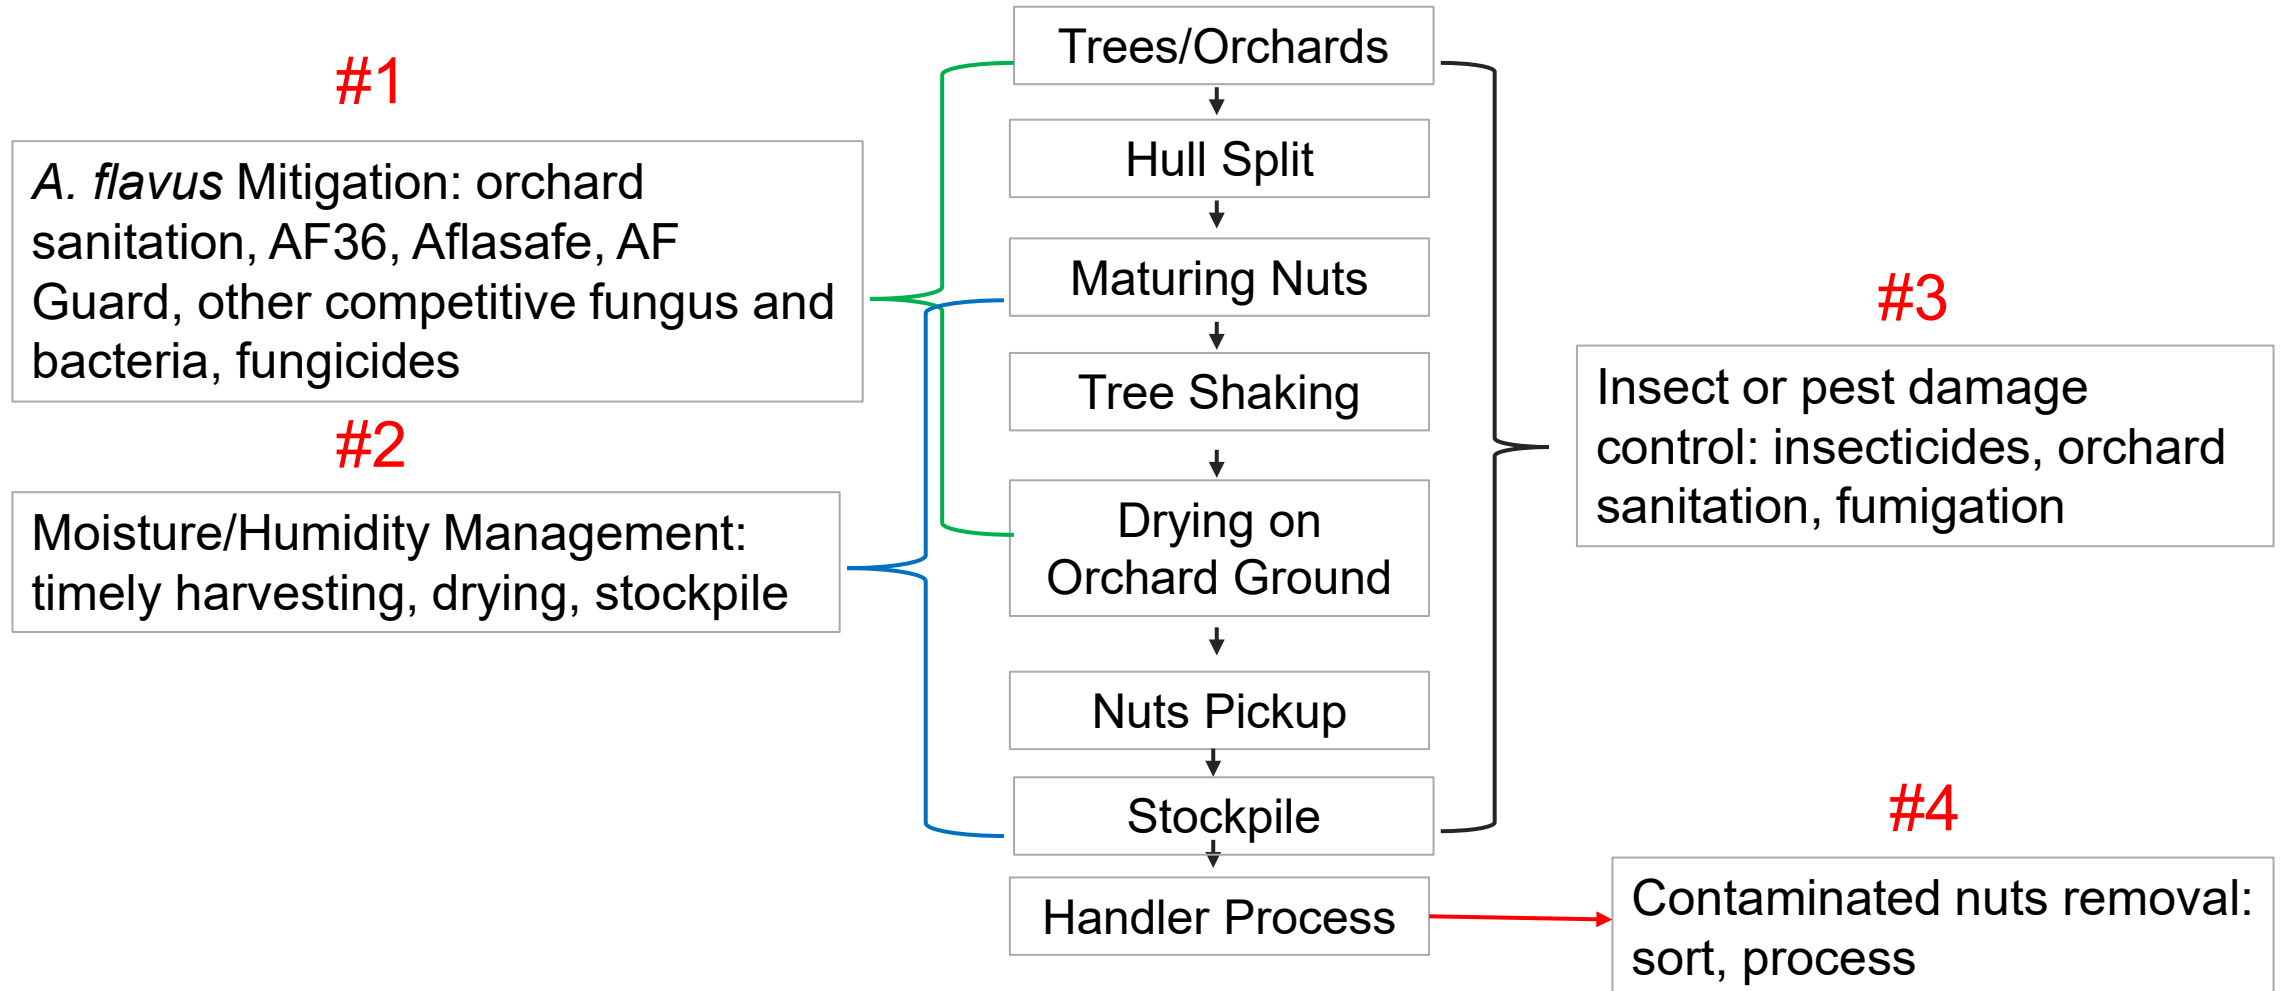 #1
A. flavus Mitigation: orchard
sanitation, AF36, Aflasafe, AF
Guard, other competitive fungus and
bacteria, fungicides
#2
Moisture/Humidity Management:
timely harvesting, drying, stockpile
Trees/Orchards
Hull Split
Maturing Nuts
Tree Shaking
Drying on
Orchard Ground
Nuts Pickup
Stockpile
Handler Process
#3
Insect or pest damage
control: insecticides, orchard
sanitation, fumigation
#4
Contaminated nuts removal:
sort, process